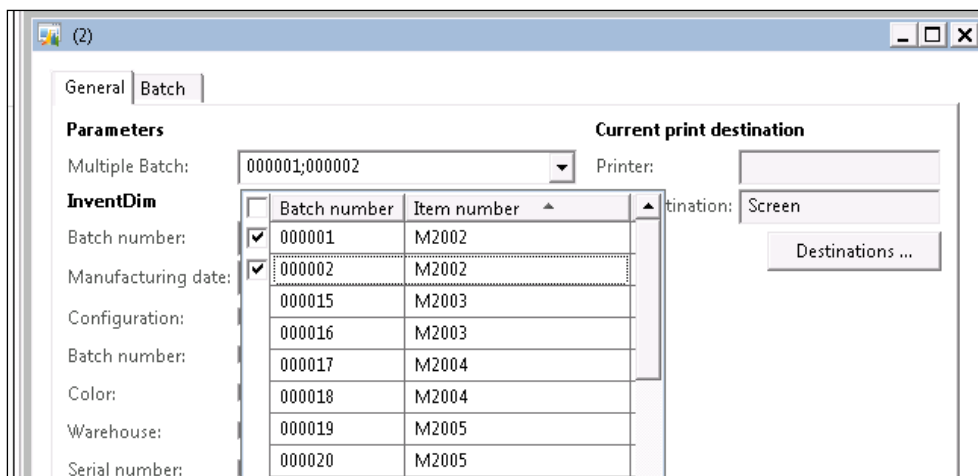 (2)
General Batch
Parameters Current print destination
Multiple Batch: 000001;000002 Printer:
InventDim Batch number Item number tination: Screen
Batch number: 000001 M2002
Destinations ...
Manufacturing date: 000002 M2002
000015 M2003
Configuration:
000016 M2003
Batch number: 000017 M2004
Color: 000018 M2004
Warehouse: 000019 M2005
Serial number: 000020 M2005